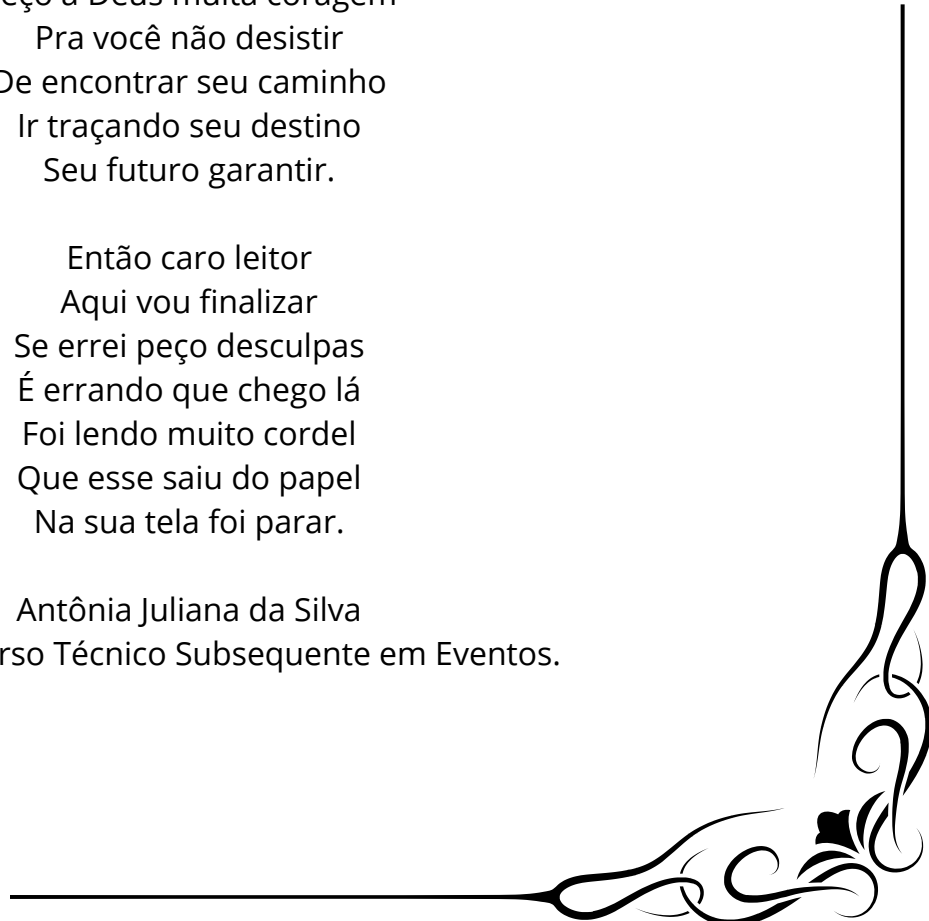 a Deus muita coragem
Pra você não desistir
De encontrar seu caminho
Ir traçando seu destino
Seu futuro garantir.
Então caro leitor
Aqui vou finalizar
Se errei peço desculpas
É errando que chego lá
Foi lendo muito cordel
Que esse saiu do papel
Na sua tela foi parar.
Antônia Juliana da Silva
Técnico Subsequente em Eventos.